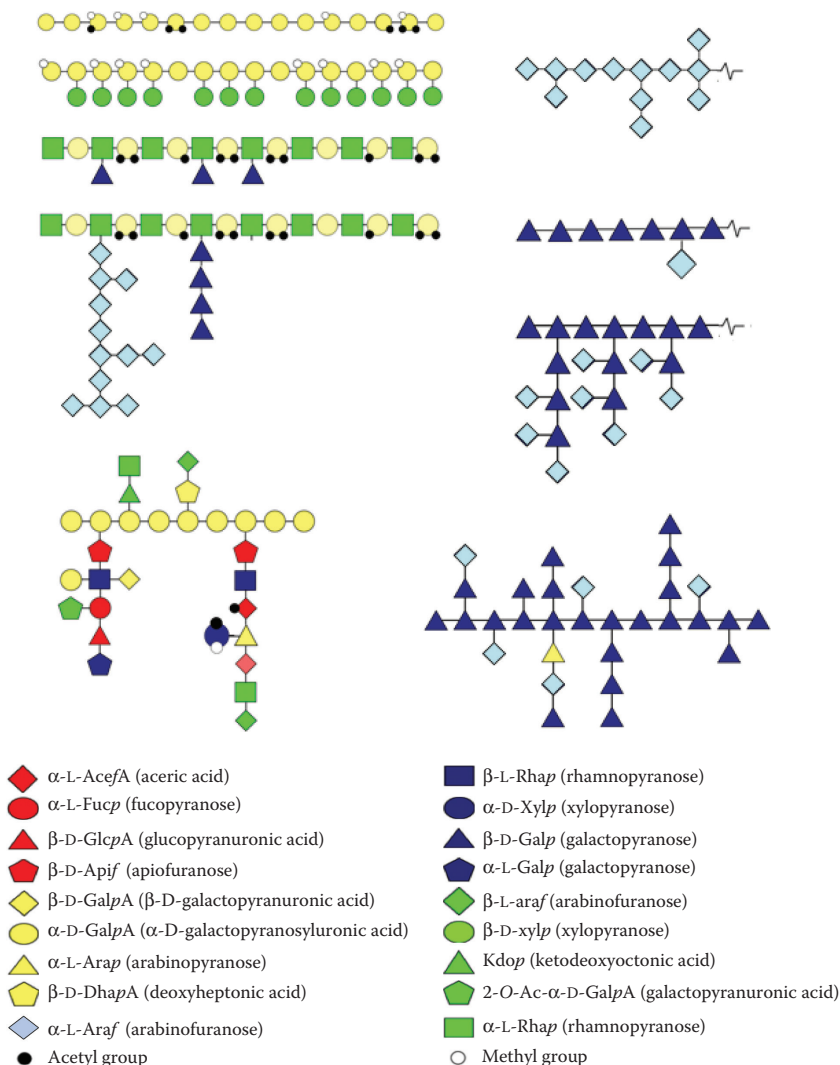 α-L-AcefA (aceric acid)
α-L-Fucp (fucopyranose)
β-D-GlcpA (glucopyranuronic acid)
β-D-Apif (apiofuranose)
β-D-GalpA (β-D-galactopyranuronic acid)
α-D-GalpA (α-D-galactopyranosyluronic acid)
α-L-Arap (arabinopyranose)
β-D-DhapA (deoxyheptonic acid)
α-L-Araf (arabinofuranose)
Acetyl group
β-L-Rhap (rhamnopyranose)
α-D-Xylp (xylopyranose)
β-D-Galp (galactopyranose)
α-L-Galp (galactopyranose)
β-L-araf (arabinofuranose)
β-D-xylp (xylopyranose)
Kdop (ketodeoxyoctonic acid)
2-O-Ac-α-D-GalpA (galactopyranuronic acid)
α-L-Rhap (rhamnopyranose)
Methyl group